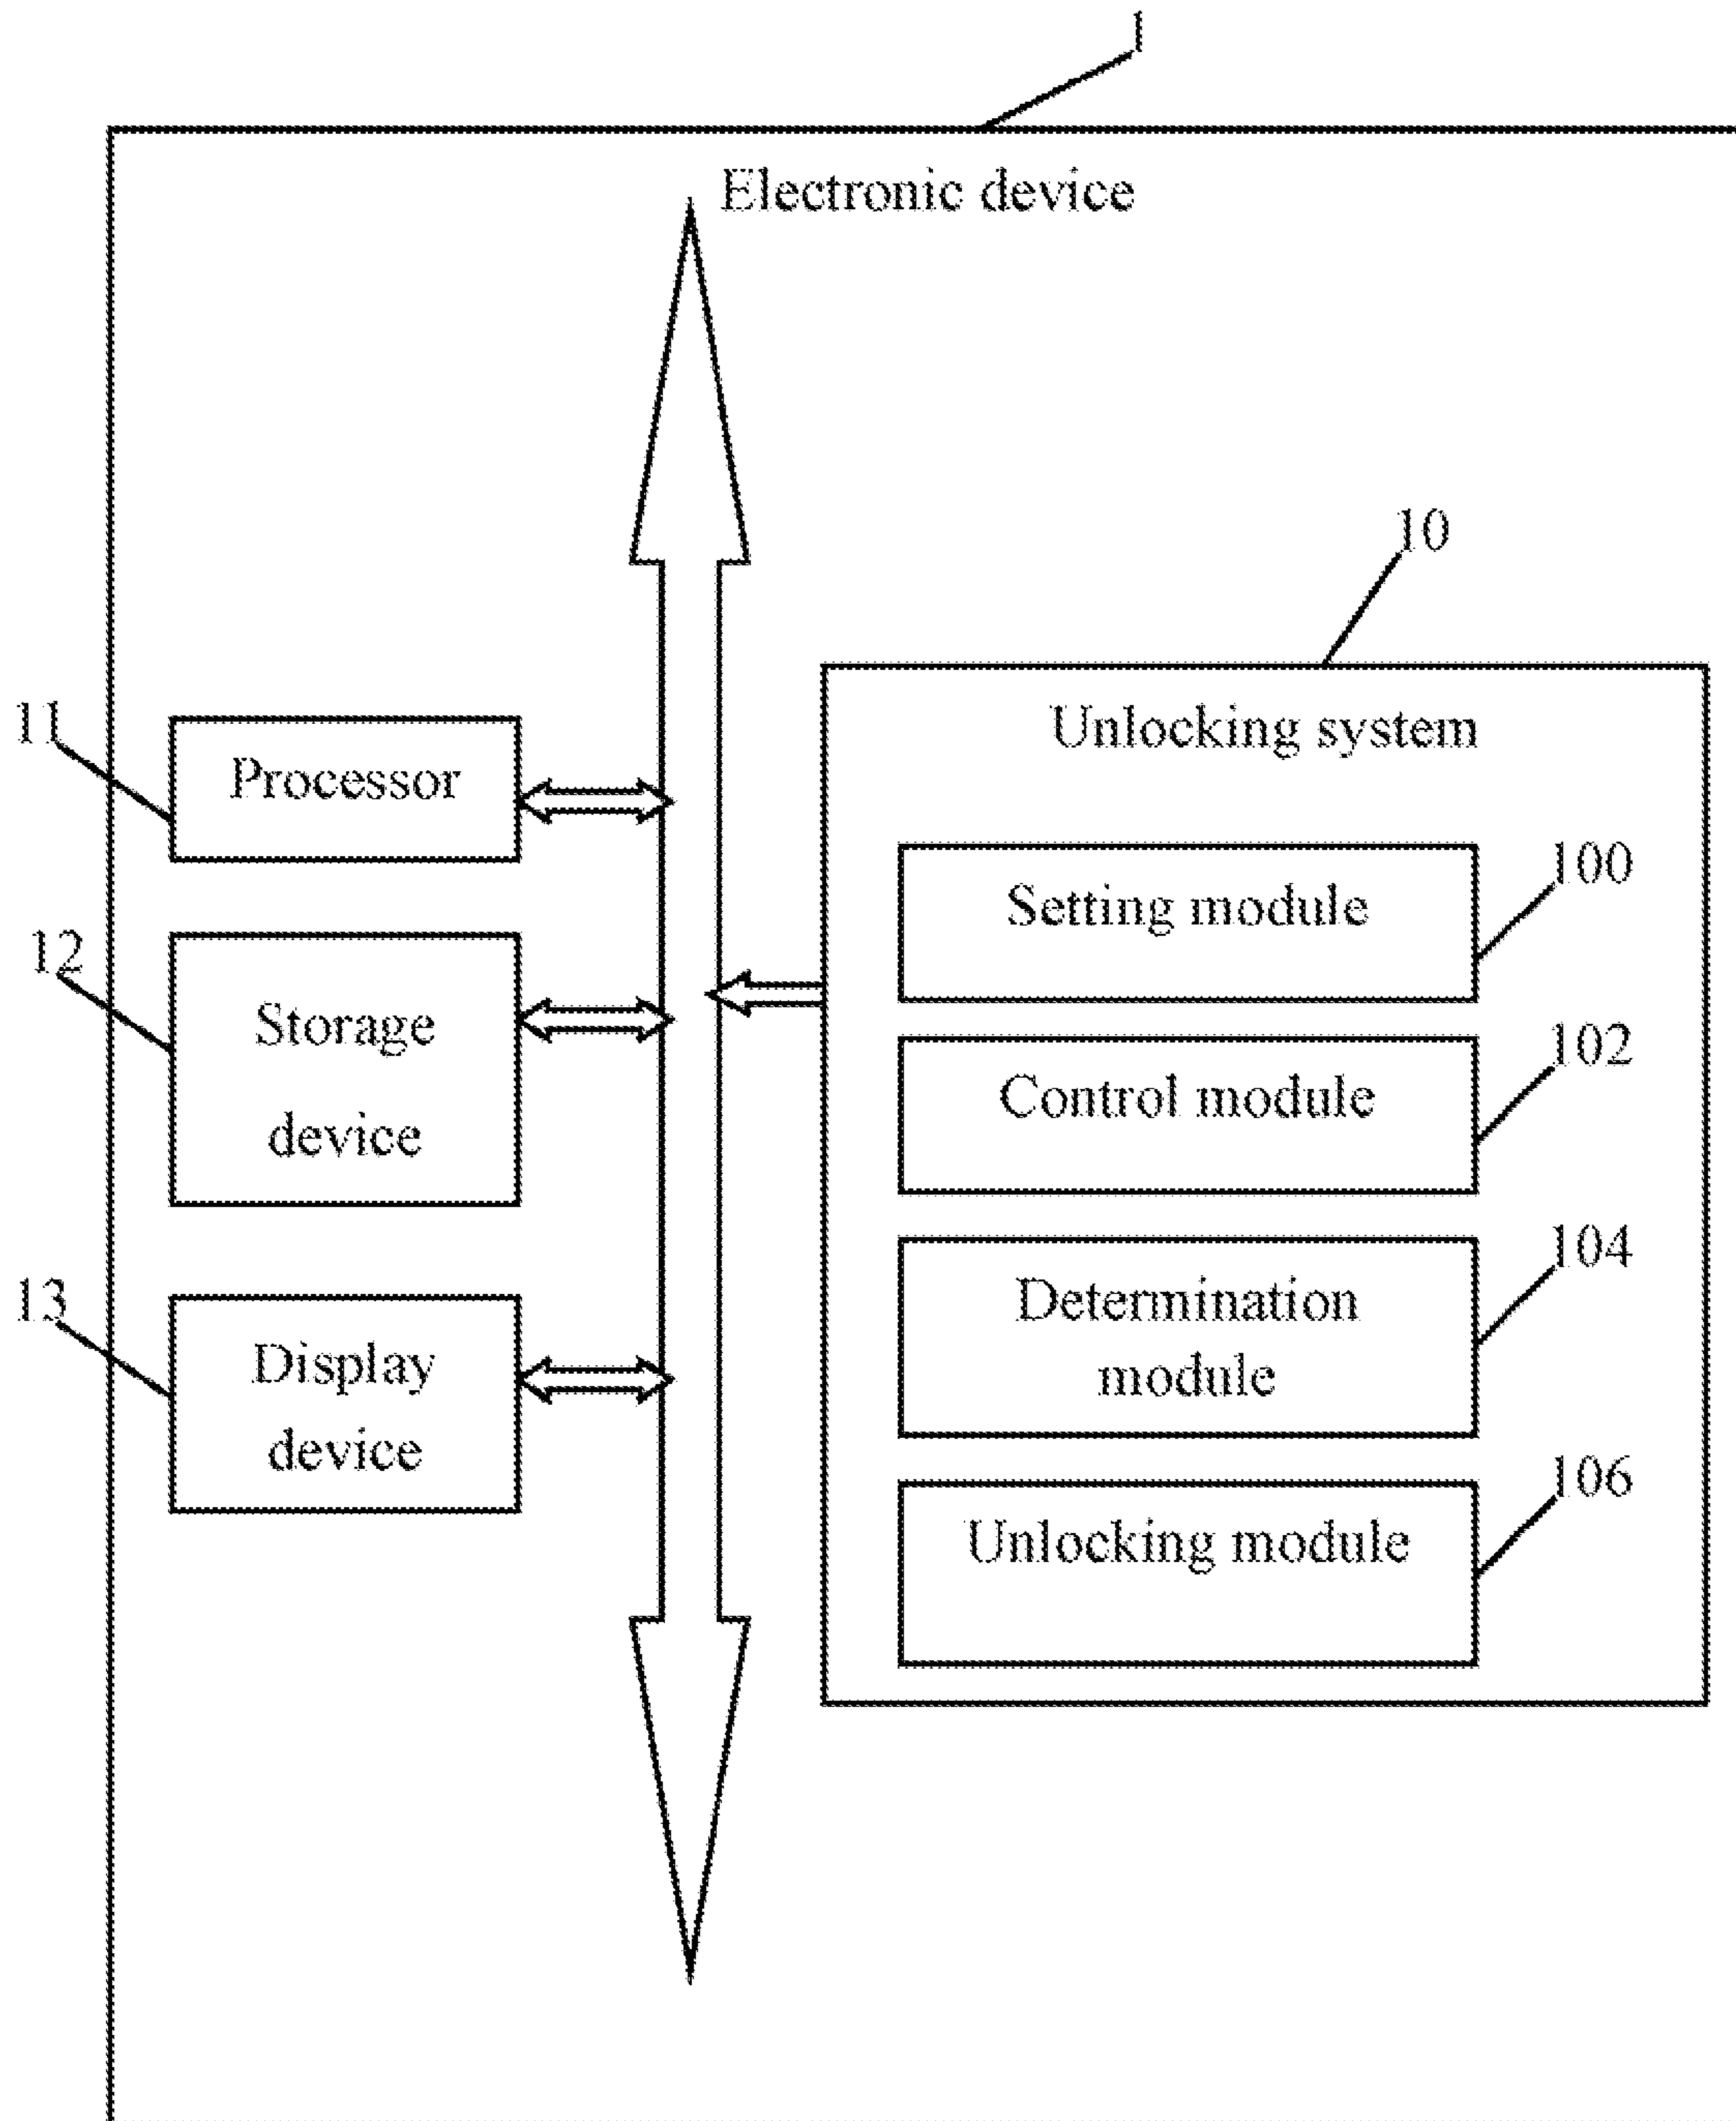 1
Electronic device
10
Unlocking system
11
Processor
100
Setting module
12
Storage
device
102
Control module
104
Determination
module
13
Display
device
106
Unlocking module